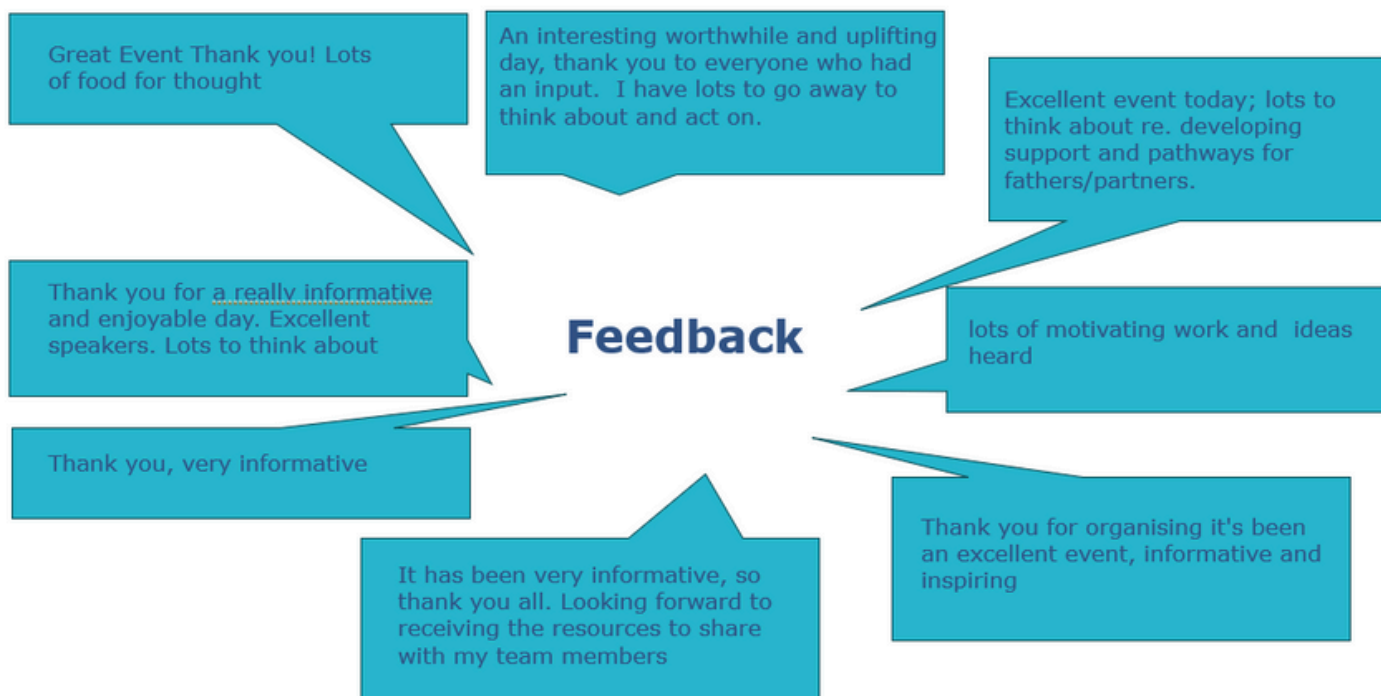 Great Event Thank you! Lots
of food for thought
An interesting worthwhile and uplifting
day, thank you to everyone who had
an input.  I have lots to go away to
think about and act on.
Excellent event today; lots to
think about re. developing
support and pathways for
fathers/partners.
Thank you for a really informative
and enjoyable day. Excellent
speakers. Lots to think about
Feedback
lots of motivating work and  ideas
heard
Thank you, very informative
It has been very informative, so
thank you all. Looking forward to
receiving the resources to share
with my team members
Thank you for organising it's been
an excellent event, informative and
inspiring